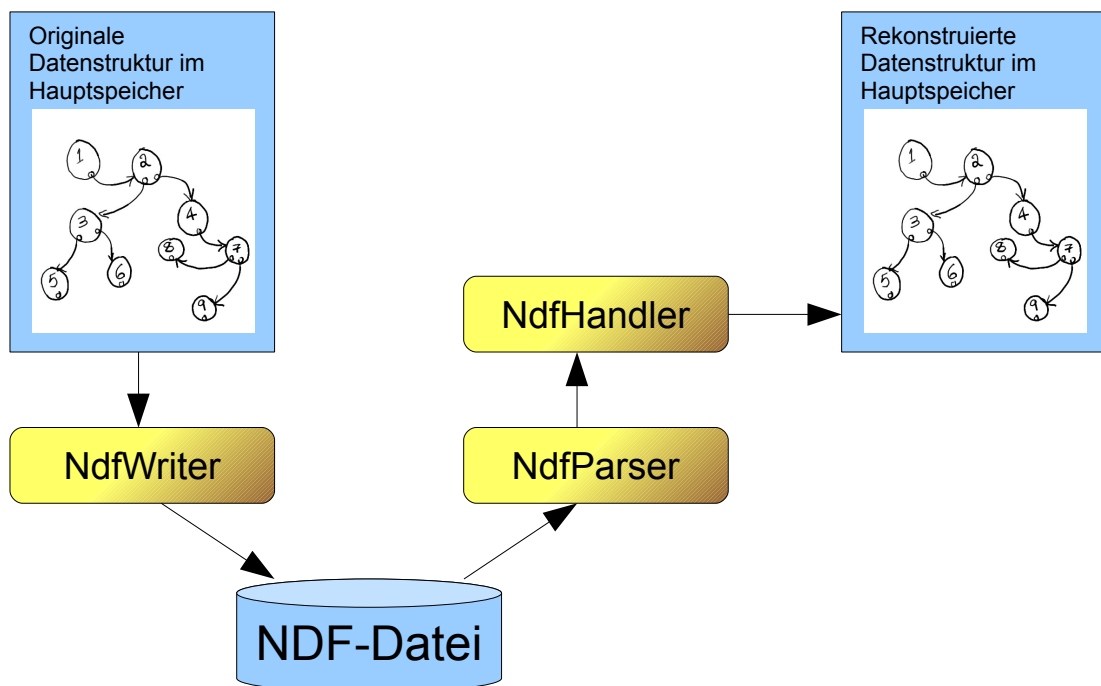 Originale
Datenstruktur im
Hauptspeicher
1
2
3
4
8
7
5
6
9
Rekonstruierte
Datenstruktur im
Hauptspeicher
1
2
3
4
8
7
5
6
9
NdfHandler
NdfWriter
NdfParser
NDF-Datei